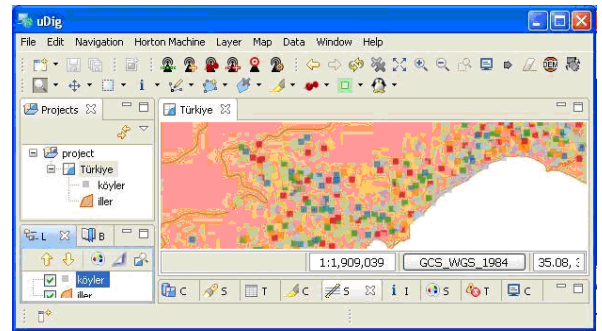 uDig
File Edit Navigation Horton Machine Layer Map Data Window Help
Projects
Türkiye
project
Türkiye
köyler
iller
L B
köyler
iller
1:1,909,039 GCS_WGS_1984 35.08,
C S T C S I S T C